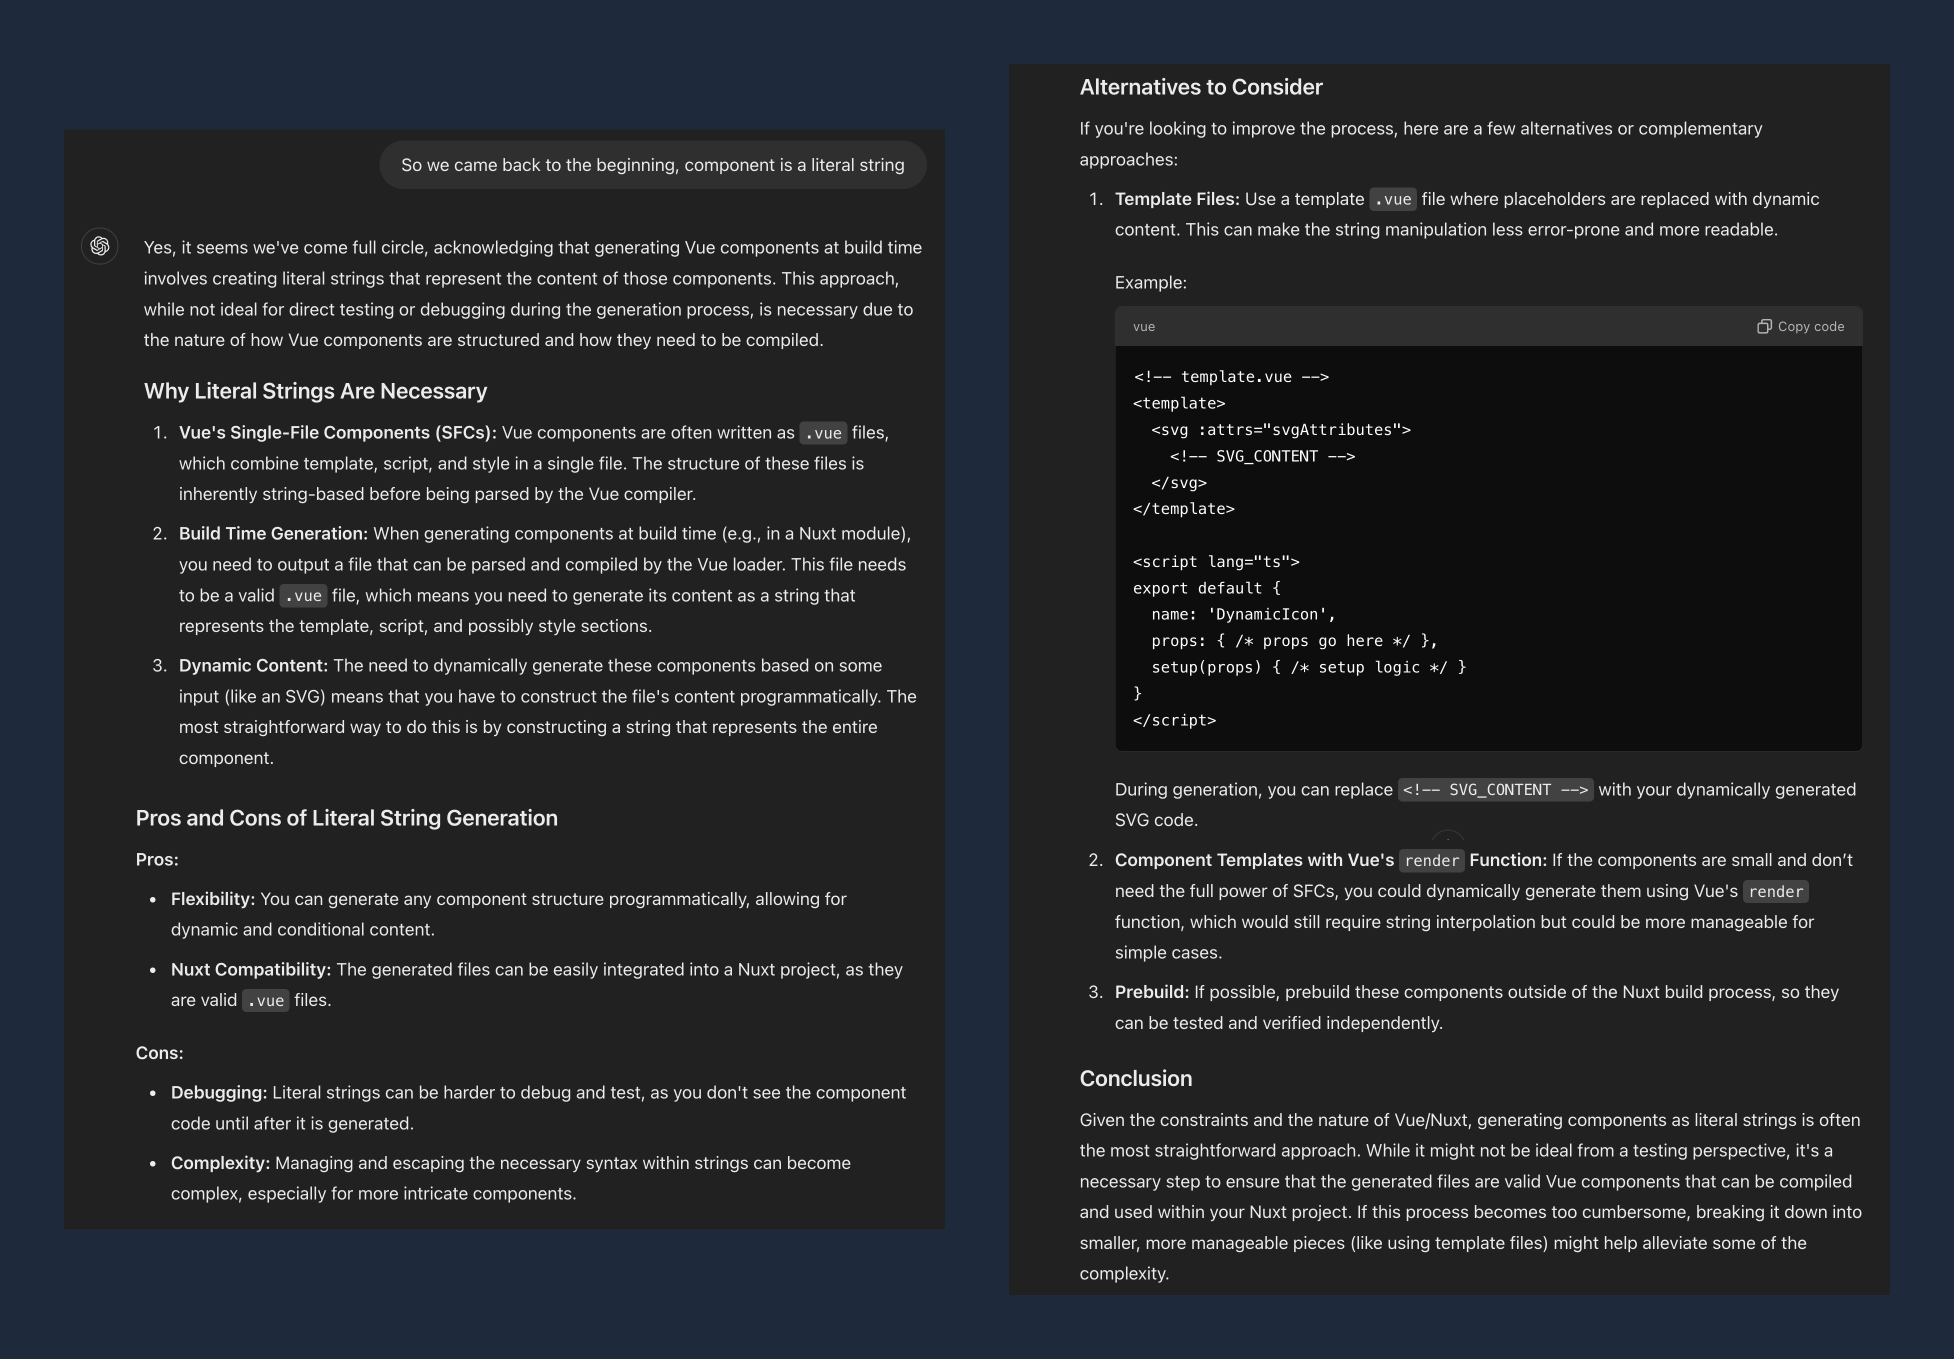 So we came back to the beginning, component is a literal string
Yes, it seems we've come full circle, acknowledging that generating Vue components at build time
involves creating literal strings that represent the content of those components. This approach,
while not ideal for direct testing or debugging during the generation process, is necessary due to
the nature of how Vue components are structured and how they need to be compiled.
Why Literal Strings Are Necessary
1. Vue's Single-File Components (SFCs): Vue components are often written as .vue files,
which combine template, script, and style in a single file. The structure of these files is
inherently string-based before being parsed by the Vue compiler.
2. Build Time Generation: When generating components at build time (e.g., in a Nuxt module),
you need to output a file that can be parsed and compiled by the Vue loader. This file needs
to be a valid .vue file, which means you need to generate its content as a string that
represents the template, script, and possibly style sections.
3. Dynamic Content: The need to dynamically generate these components based on some
input (like an SVG) means that you have to construct the file's content programmatically. The
most straightforward way to do this is by constructing a string that represents the entire
component.
Pros and Cons of Literal String Generation
Pros:
• Flexibility: You can generate any component structure programmatically, allowing for
dynamic and conditional content.
• Nuxt Compatibility: The generated files can be easily integrated into a Nuxt project, as they
are valid .vue files.
Cons:
• Debugging: Literal strings can be harder to debug and test, as you don't see the component
code until after it is generated.
• Complexity: Managing and escaping the necessary syntax within strings can become
complex, especially for more intricate components.
Alternatives to Consider
If you're looking to improve the process, here are a few alternatives or complementary
approaches:
1. Template Files: Use a template .vue file where placeholders are replaced with dynamic
content. This can make the string manipulation less error-prone and more readable.
Example:
vue
Copy code
<!-- template.vue -->
<template>
  <svg :attrs="svgAttributes">
    <!-- SVG_CONTENT -->
  </svg>
</template>
<script lang="ts">
export default {
  name: 'DynamicIcon',
  props: { /* props go here */ },
  setup(props) { /* setup logic */ }
}
</script>
During generation, you can replace <!-- SVG_CONTENT --> with your dynamically generated
SVG code.
2. Component Templates with Vue's render Function: If the components are small and don’t
need the full power of SFCs, you could dynamically generate them using Vue's render
function, which would still require string interpolation but could be more manageable for
simple cases.
3. Prebuild: If possible, prebuild these components outside of the Nuxt build process, so they
can be tested and verified independently.
Conclusion
Given the constraints and the nature of Vue/Nuxt, generating components as literal strings is often
the most straightforward approach. While it might not be ideal from a testing perspective, it's a
necessary step to ensure that the generated files are valid Vue components that can be compiled
and used within your Nuxt project. If this process becomes too cumbersome, breaking it down into
smaller, more manageable pieces (like using template files) might help alleviate some of the
complexity.